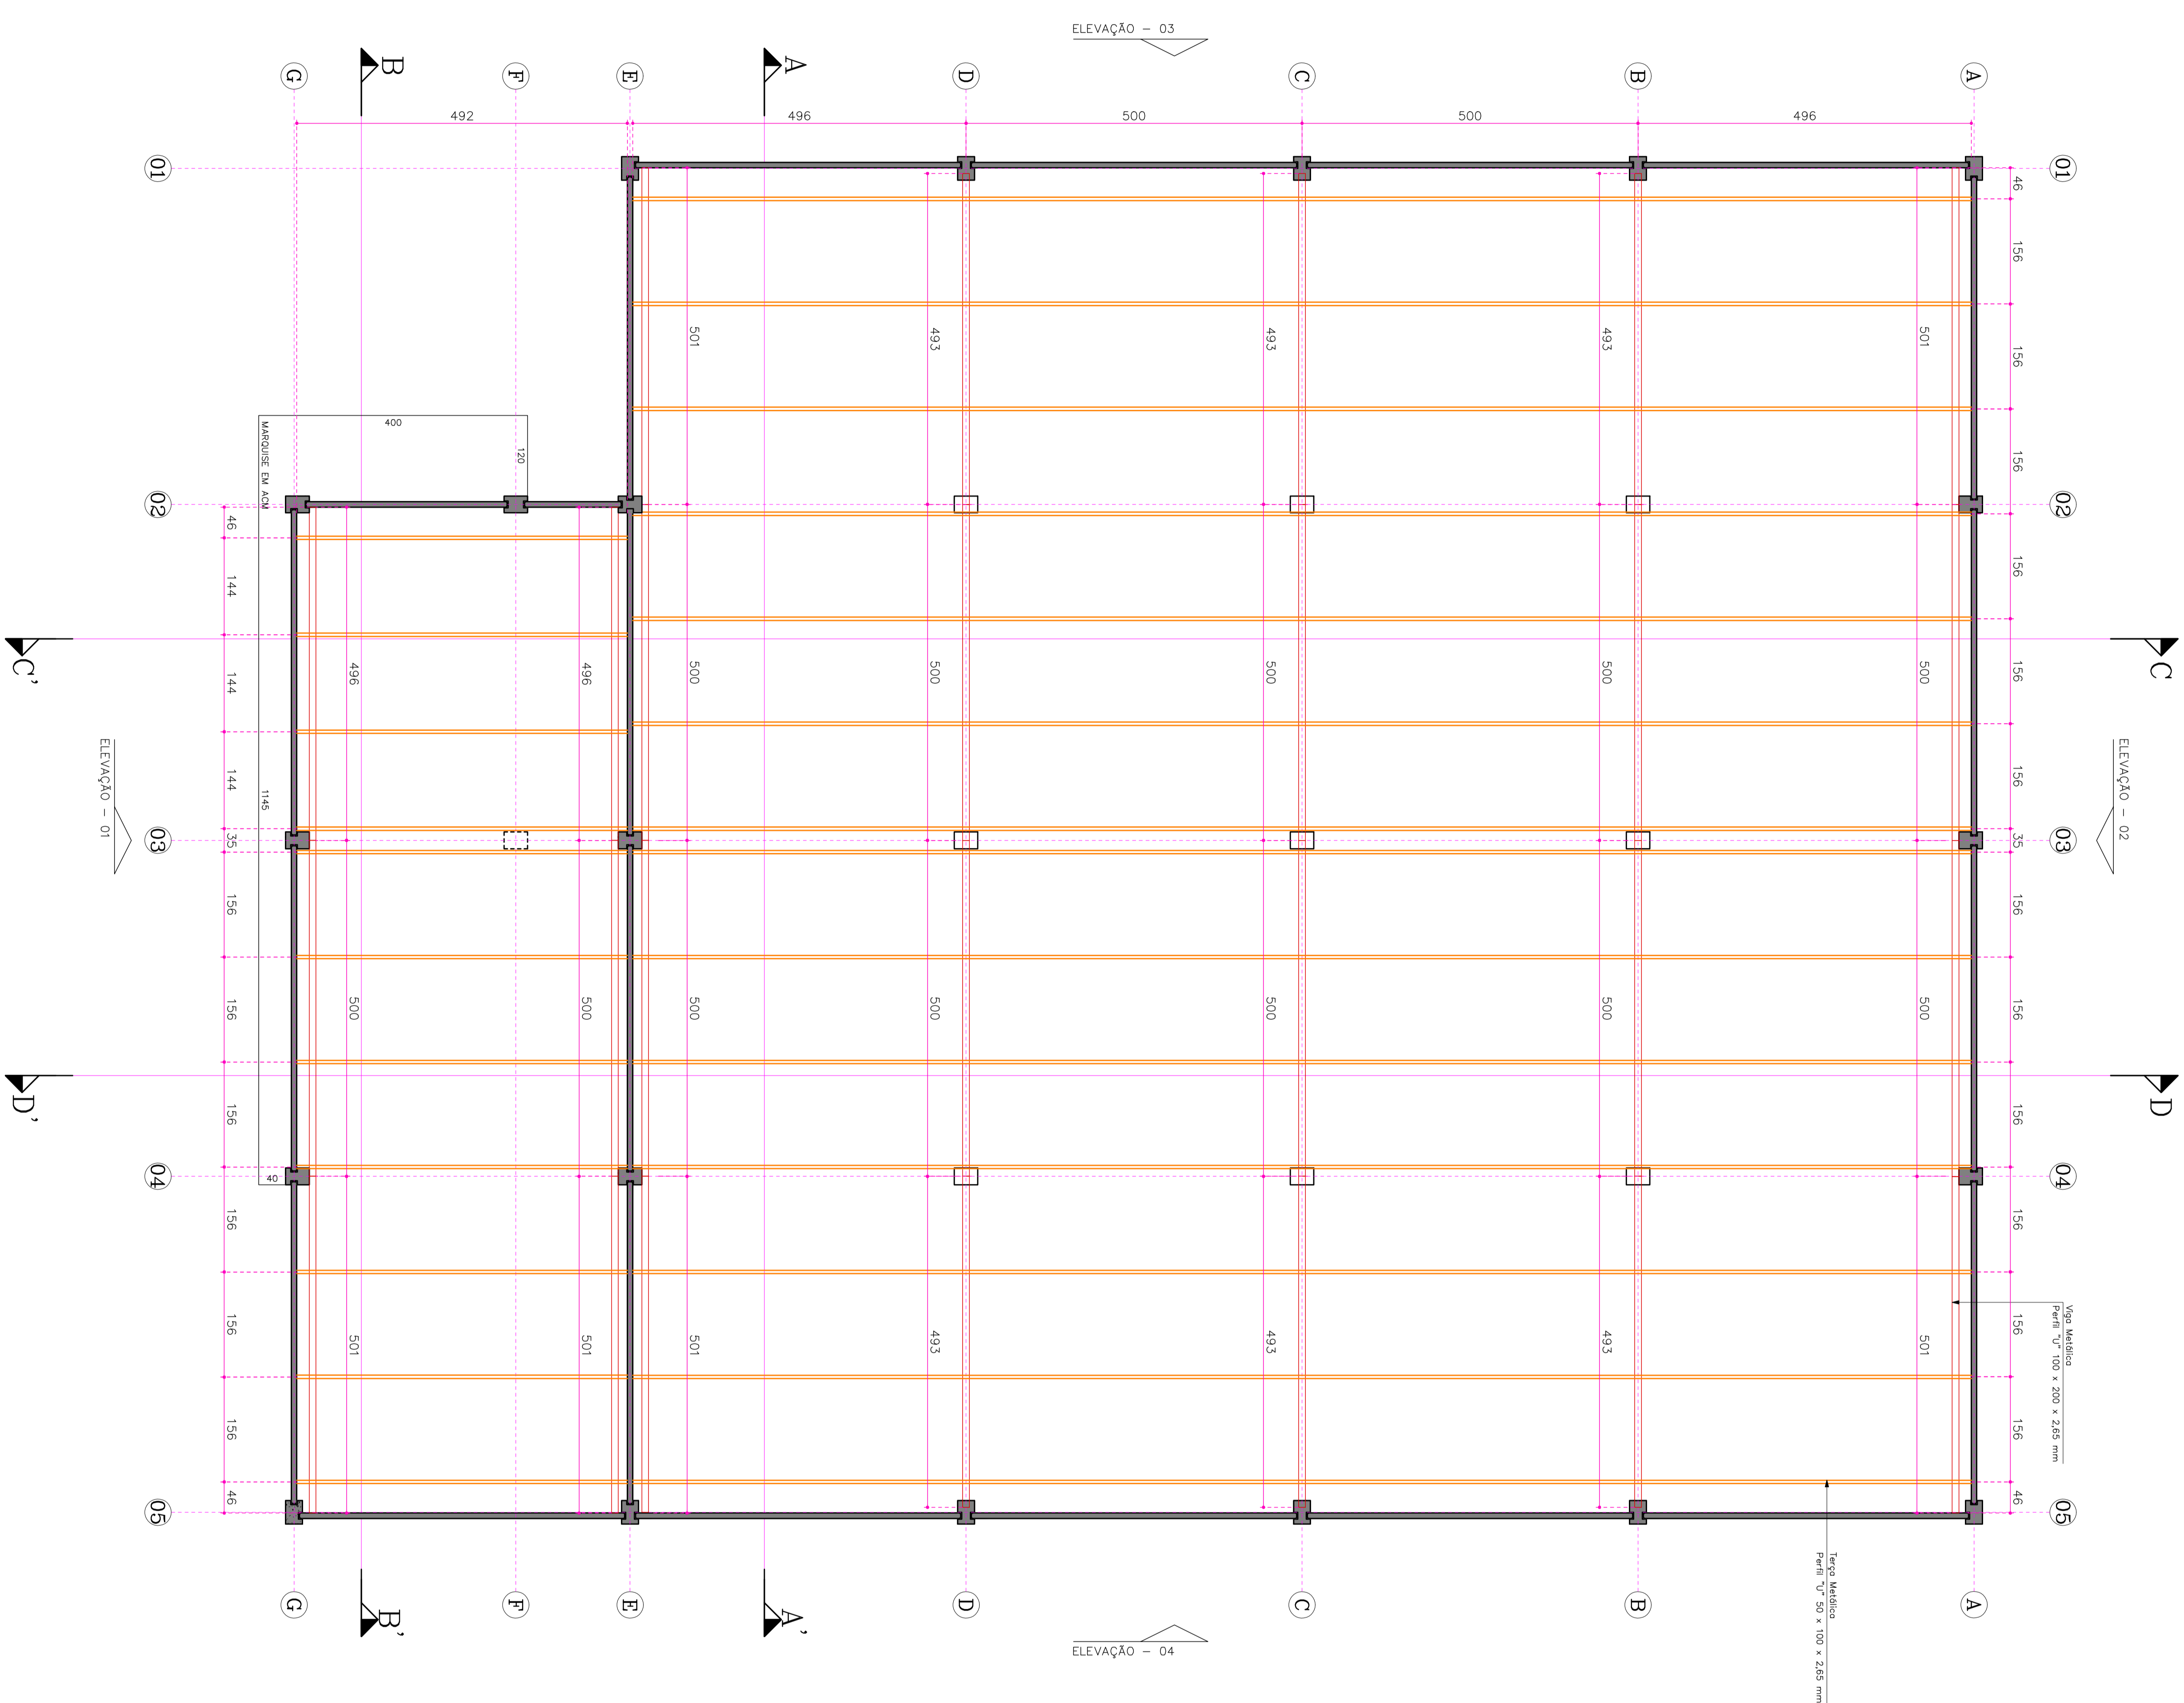 ELEVAÇÃO - 03
B
A
G
F
E
D
C
B
A
492
496
500
500
496
01
01
46
156
156
156
156
156
156
35
156
156
156
156
156
156
46
501
493
493
493
501
400
120
MARQUISE EM ACM
02
02
46
144
144
144
35
156
156
156
156
156
156
46
C'
C
496
496
500
500
500
500
500
ELEVAÇÃO - 01
ELEVAÇÃO - 02
1145
03
03
500
500
500
500
500
500
500
D'
D
40
04
04
501
501
501
493
493
493
501
Viga Metálica
Perfil "U" 100 x 200 x 2,65 mm
05
05
Terça Metálica
Perfil "U" 50 x 100 x 2,65 mm
G
F
E
D
C
B
A
B'
A'
ELEVAÇÃO - 04